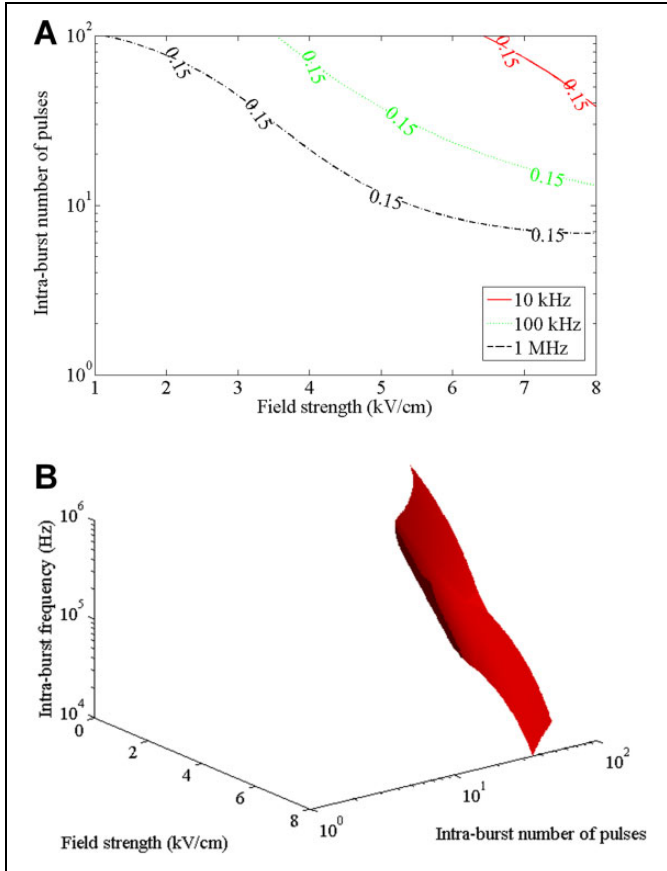 A
Intra-burst number of pulses
10^2
10^1
10^0
0.15
0.15
0.15
0.15
0.15
0.15
0.15
0.15
0.15
10 kHz
100 kHz
1 MHz
1 2 3 4 5 6 7 8
Field strength (kV/cm)
B
Intra-burst frequency (Hz)
10^6
10^5
10^4
0
2
4
6
8
Field strength (kV/cm)
10^0
10^1
10^2
Intra-burst number of pulses